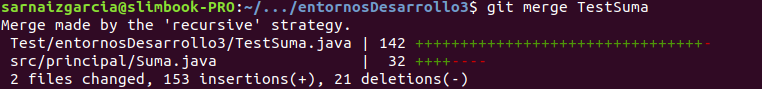 sarnaizgarcia@slimbook-PRO:~/.../entornosDesarrollo3$ git merge TestSuma
Merge made by the 'recursive' strategy.
 Test/entornosDesarrollo3/TestSuma.java | 142 ++++++++++++++++++++++++++++++++-
 src/principal/Suma.java                |  32 ++++----
 2 files changed, 153 insertions(+), 21 deletions(-)